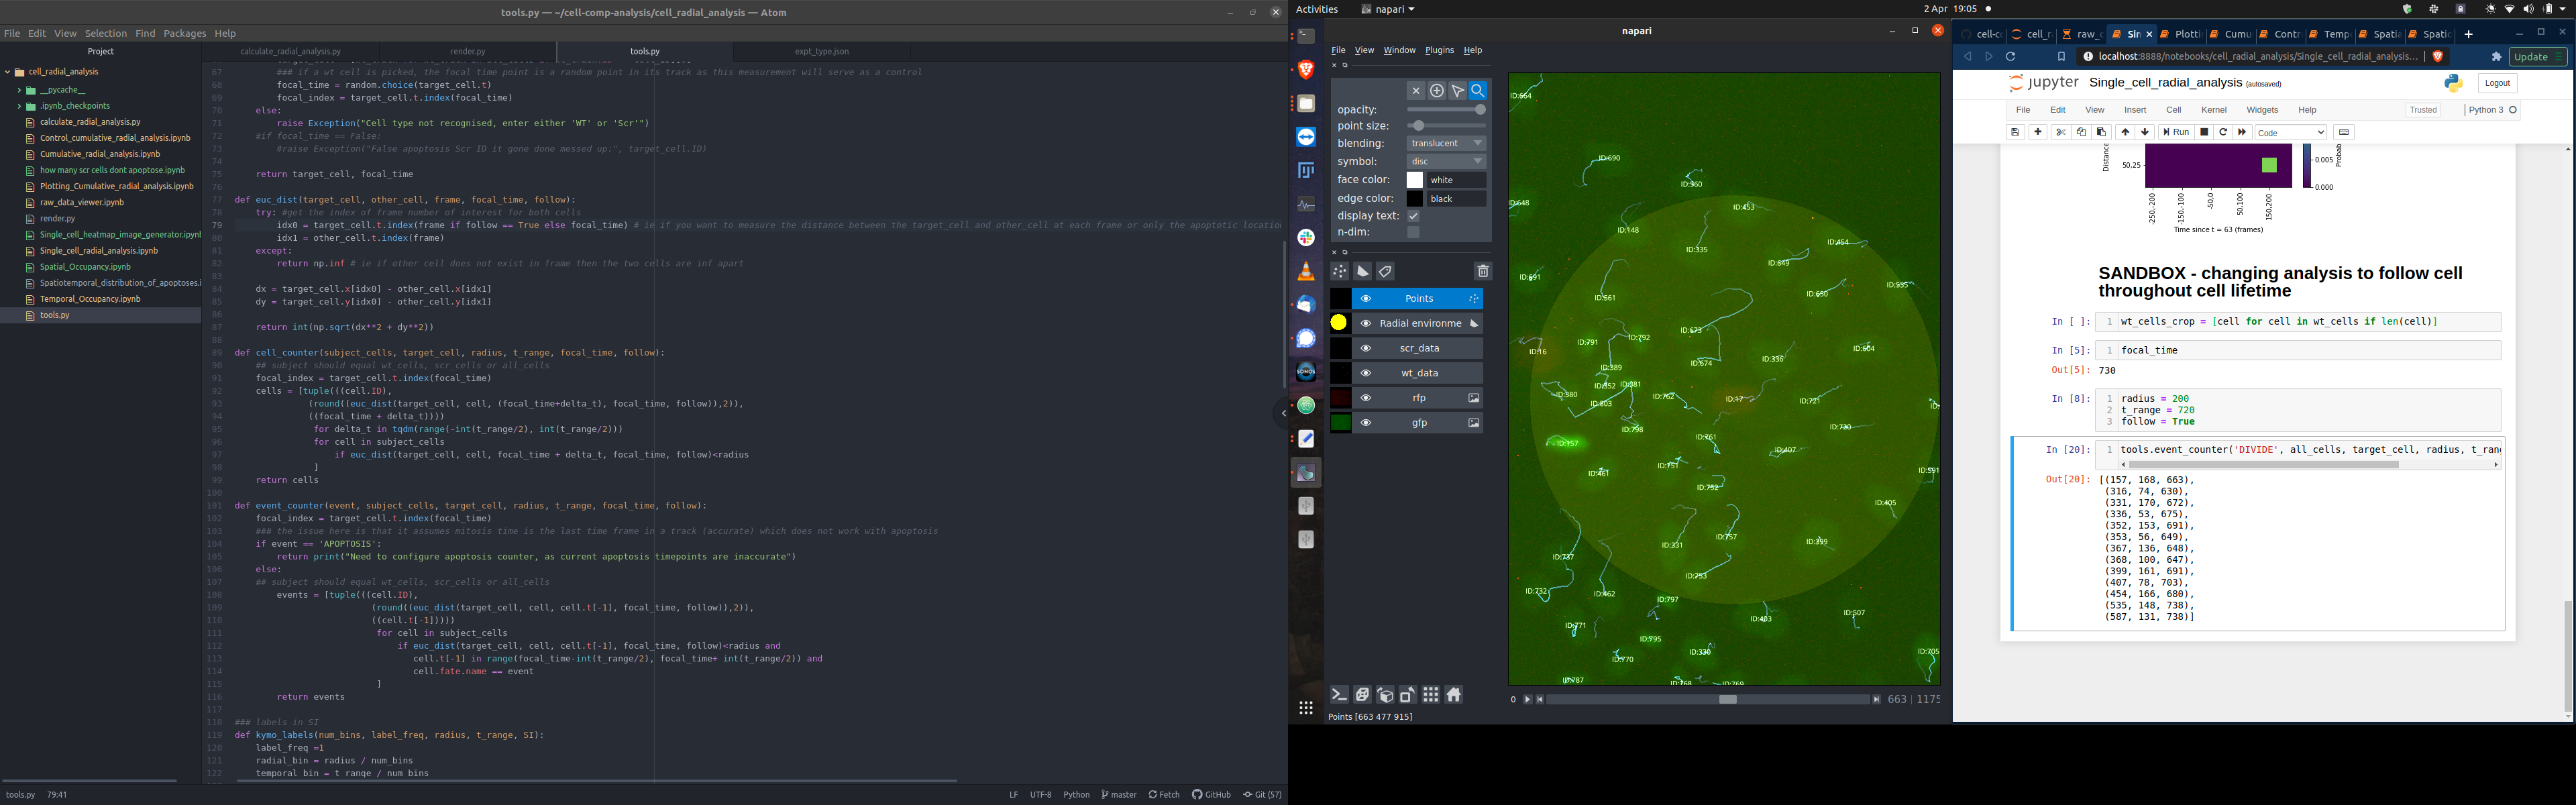 tools.py — ~/cell-comp-analysis/cell_radial_analysis — Atom
File Edit View Selection Find Packages Help
Project
calculate_radial_analysis.py
render.py
tools.py
expt_type.json
cell_radial_analysis
__pycache__
.ipynb_checkpoints
calculate_radial_analysis.py
Control_cumulative_radial_analysis.ipynb
Cumulative_radial_analysis.ipynb
how many scr cells dont apoptose.ipynb
Plotting_Cumulative_radial_analysis.ipynb
raw_data_viewer.ipynb
render.py
Single_cell_heatmap_image_generator.ipynb
Single_cell_radial_analysis.ipynb
Spatial_Occupancy.ipynb
Spatiotemporal_distribution_of_apoptoses.i
Temporal_Occupancy.ipynb
tools.py
67 ### if a wt cell is picked, the focal time point is a random point in its track as this measurement will serve as a control
68 focal_time = random.choice(target_cell.t)
69 focal_index = target_cell.t.index(focal_time)
70 else:
71 raise Exception("Cell type not recognised, enter either 'WT' or 'Scr'")
72 #if focal_time == False:
73 #raise Exception("False apoptosis Scr ID it gone done messed up:", target_cell.ID)
74
75 return target_cell, focal_time
76
77 def euc_dist(target_cell, other_cell, frame, focal_time, follow):
78 try: #get the index of frame number of interest for both cells
79 idx0 = target_cell.t.index(frame if follow == True else focal_time) # ie if you want to measure the distance between the target_cell and other_cell at each frame or only the apoptotic locatio
80 idx1 = other_cell.t.index(frame)
81 except:
82 return np.inf # ie if other cell does not exist in frame then the two cells are inf apart
83
84 dx = target_cell.x[idx0] - other_cell.x[idx1]
85 dy = target_cell.y[idx0] - other_cell.y[idx1]
86
87 return int(np.sqrt(dx**2 + dy**2))
88
89 def cell_counter(subject_cells, target_cell, radius, t_range, focal_time, follow):
90 ## subject should equal wt_cells, scr_cells or all_cells
91 focal_index = target_cell.t.index(focal_time)
92 cells = [tuple(((cell.ID),
93 (round((euc_dist(target_cell, cell, (focal_time+delta_t), focal_time, follow)),2)),
94 ((focal_time + delta_t))))
95 for delta_t in tqdm(range(-int(t_range/2), int(t_range/2)))
96 for cell in subject_cells
97 if euc_dist(target_cell, cell, focal_time + delta_t, focal_time, follow)<radius
98 ]
99 return cells
100
101 def event_counter(event, subject_cells, target_cell, radius, t_range, focal_time, follow):
102 focal_index = target_cell.t.index(focal_time)
103 ### the issue here is that it assumes mitosis time is the last time frame in a track (accurate) which does not work with apoptosis
104 if event == 'APOPTOSIS':
105 return print("Need to configure apoptosis counter, as current apoptosis timepoints are inaccurate")
106 else:
107 ## subject should equal wt_cells, scr_cells or all_cells
108 events = [tuple(((cell.ID),
109 (round((euc_dist(target_cell, cell, cell.t[-1], focal_time, follow)),2)),
110 ((cell.t[-1]))))
111 for cell in subject_cells
112 if euc_dist(target_cell, cell, cell.t[-1], focal_time, follow)<radius and
113 cell.t[-1] in range(focal_time-int(t_range/2), focal_time+ int(t_range/2)) and
114 cell.fate.name == event
115 ]
116 return events
117
118 ### labels in SI
119 def kymo_labels(num_bins, label_freq, radius, t_range, SI):
120 label_freq =1
121 radial_bin = radius / num_bins
122 temporal bin = t range / num bins
tools.py 79:41
LF UTF-8 Python master Fetch GitHub Git (57)
Activities napari 2 Apr 19:05
napari
File View Window Plugins Help
opacity:
point size:
blending: translucent
symbol: disc
face color: white
edge color: black
display text:
n-dim:
Points
Radial environme
scr_data
wt_data
rfp
gfp
ID:664
ID:690
ID:360
ID:648
ID:453
ID:148
ID:335
ID:454
ID:849
ID:691
ID:561
ID:650
ID:535
ID:673
ID:791
ID:792
ID:16
ID:674
ID:336
ID:604
ID:389
ID:352
ID:381
ID:380
ID:803
ID:762
ID:17
ID:721
ID:798
ID:720
ID:157
ID:761
ID:407
ID:461
ID:751
ID:591
ID:752
ID:405
ID:737
ID:331
ID:757
ID:399
ID:753
ID:732
ID:462
ID:797
ID:403
ID:507
ID:771
ID:795
ID:770
ID:330
ID:705
ID:787
ID:768
ID:769
0 663 | 1175
Points [663 477 915]
cell-c cell_r raw_ Sin Plotti Cumu Contr Temp Spatia Spatio
localhost:8888/notebooks/cell_radial_analysis/Single_cell_radial_analysis... Update
jupyter Single_cell_radial_analysis (autosaved) Logout
File Edit View Insert Cell Kernel Widgets Help Trusted Python 3
Run Code
Distance
50,25
0.005
0.000
Probab
-250,-200
-150,-100
-50,0
50,100
150,200
Time since t = 63 (frames)
SANDBOX - changing analysis to follow cell
throughout cell lifetime
In [ ]: 1 wt_cells_crop = [cell for cell in wt_cells if len(cell)]
In [5]: 1 focal_time
Out[5]: 730
In [8]: 1 radius = 200
2 t_range = 720
3 follow = True
In [20]: 1 tools.event_counter('DIVIDE', all_cells, target_cell, radius, t_rang
Out[20]: [(157, 168, 663),
(316, 74, 630),
(331, 170, 672),
(336, 53, 675),
(352, 153, 691),
(353, 56, 649),
(367, 136, 648),
(368, 100, 647),
(399, 161, 691),
(407, 78, 703),
(454, 166, 680),
(535, 148, 738),
(587, 131, 738)]